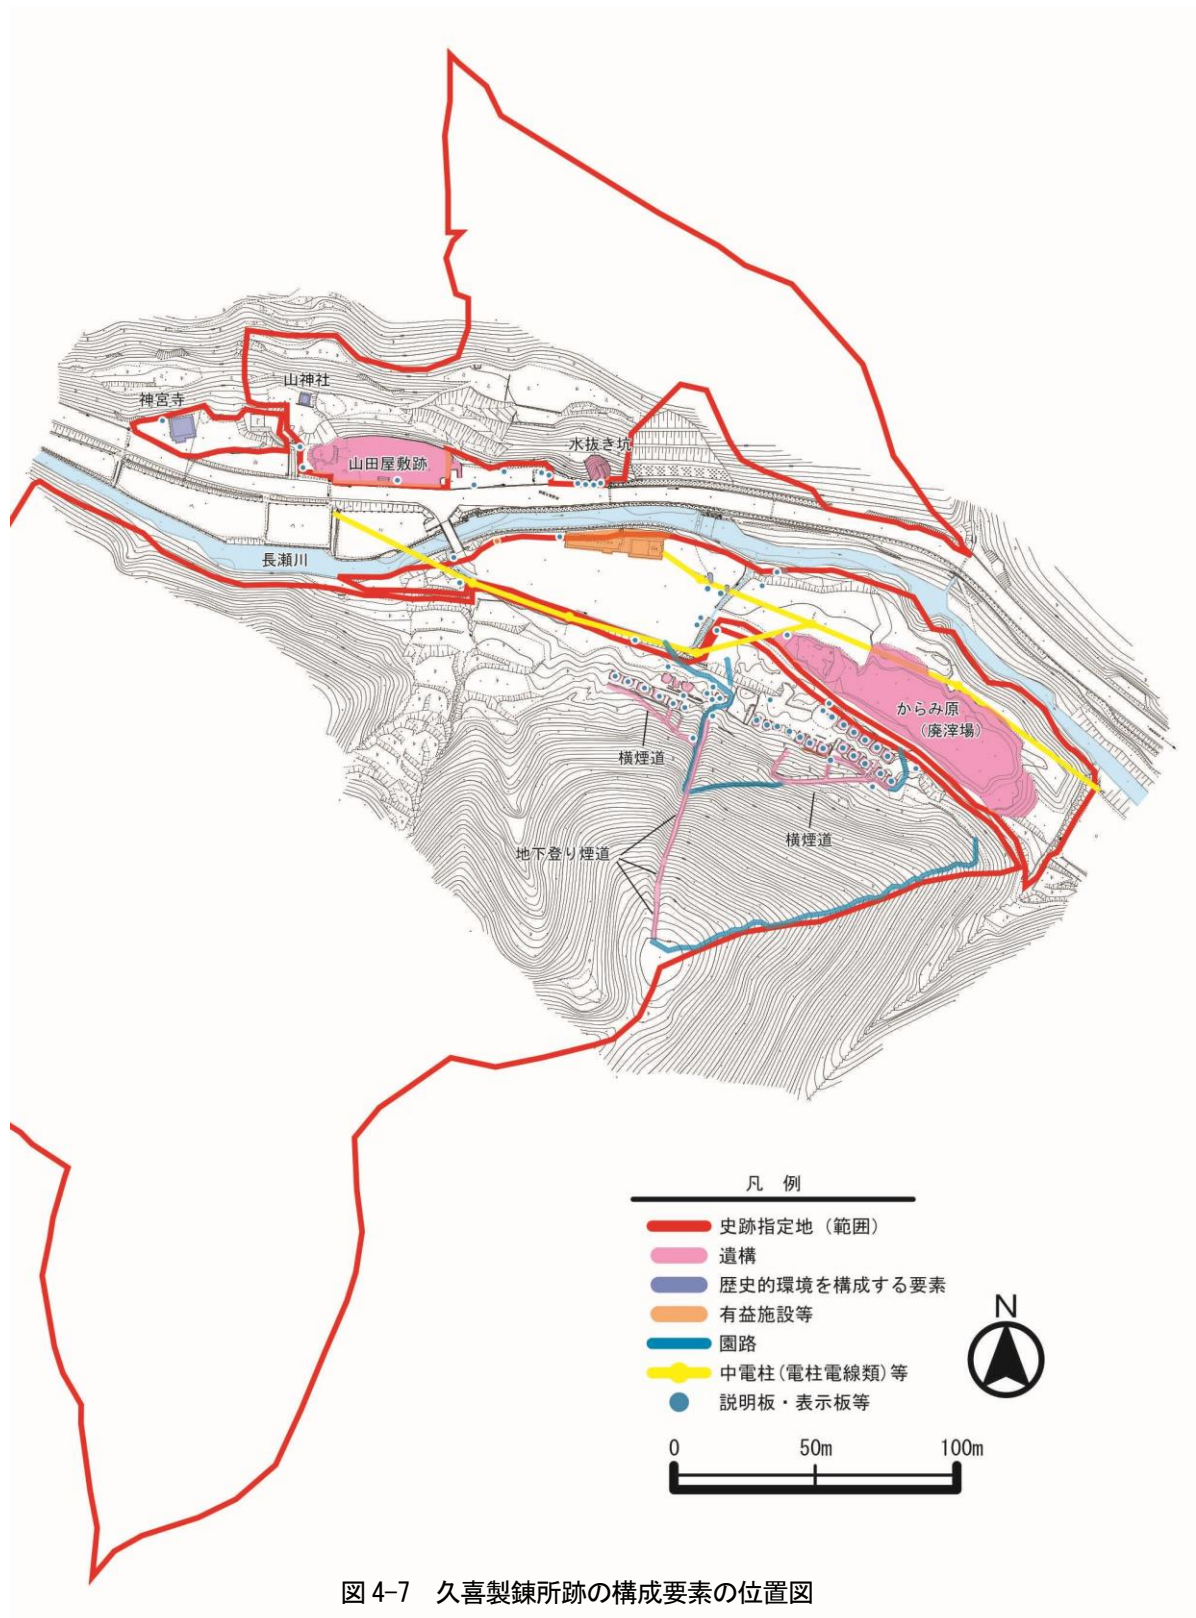 山神社
神宮寺
水抜き坑
山田屋敷跡
長瀬川
からみ原
(廃滓場)
横煙道
横煙道
地下登り煙道
凡 例
史跡指定地（範囲）
遺構
歴史的環境を構成する要素
有益施設等
園路
中電柱(電柱電線類)等
説明板・表示板等
N
0 50m 100m
図 4-7 久喜製錬所跡の構成要素の位置図